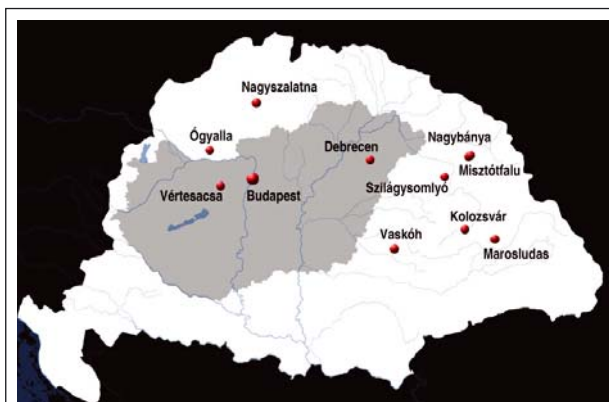 Nagyszalatna
Ógyalla
Debrecen
Nagybánya
Misztótfalu
Szilágysomlyó
Vértesacsa
Budapest
Kolozsvár
Vaskóh
Marosludas